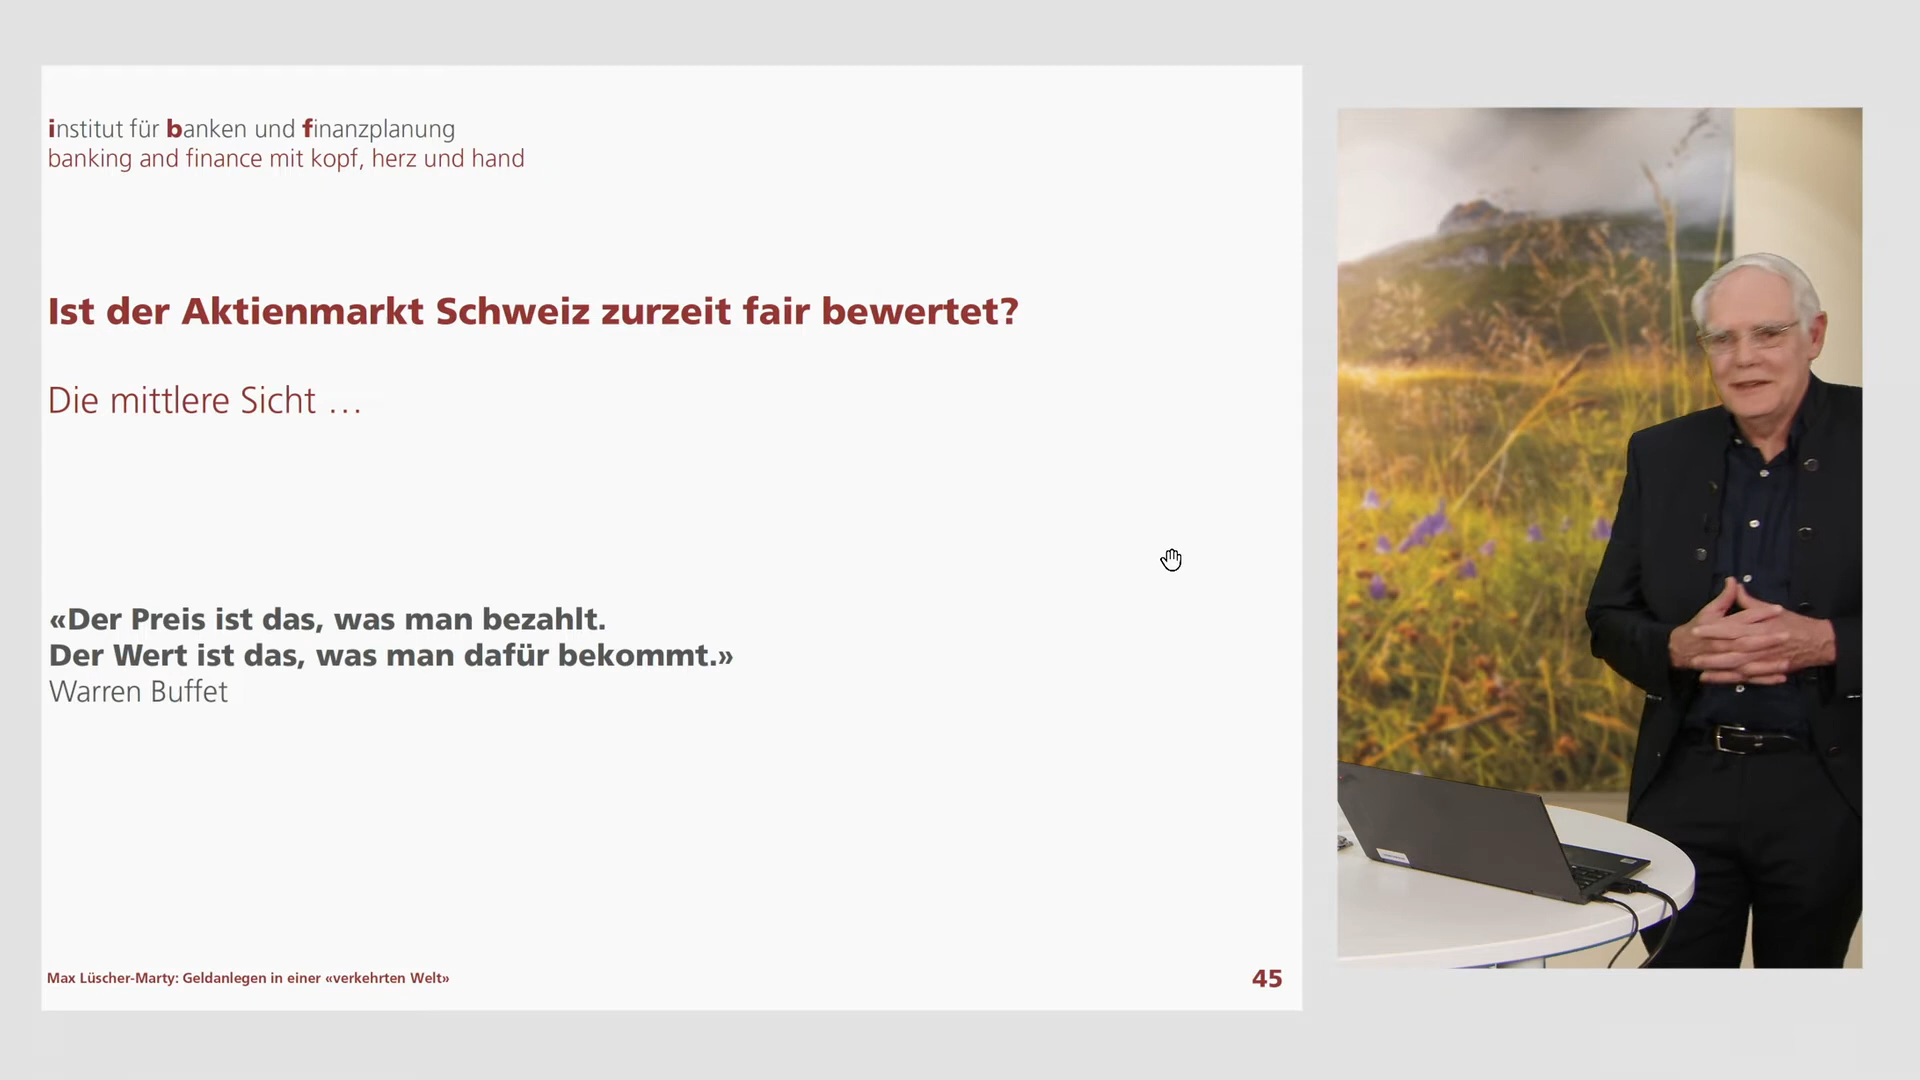 institut für banken und finanzplanung
banking and finance mit kopf, herz und hand
Ist der Aktienmarkt Schweiz zurzeit fair bewertet?
Die mittlere Sicht …
«Der Preis ist das, was man bezahlt.
Der Wert ist das, was man dafür bekommt.»
Warren Buffet
Max Lüscher-Marty: Geldanlegen in einer «verkehrten Welt»
45